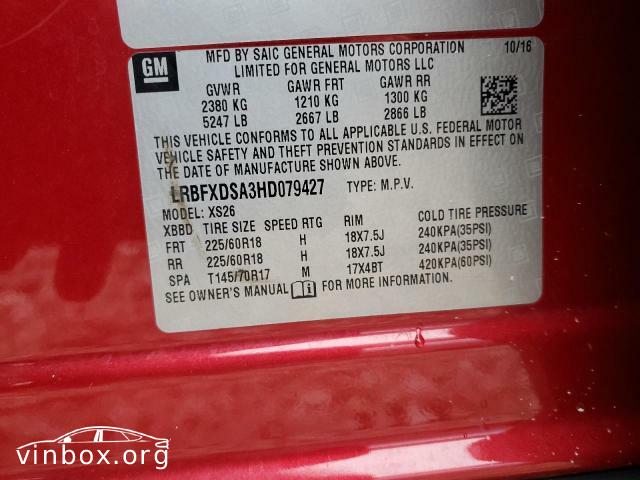 GM
MFD BY SAIC GENERAL MOTORS CORPORATION 10/16
LIMITED FOR GENERAL MOTORS LLC
GVWR GAWR FRT GAWR RR
2380 KG 1210 KG 1300 KG
5247 LB 2667 LB 2866 LB
THIS VEHICLE CONFORMS TO ALL APPLICABLE U.S. FEDERAL MOTOR
VEHICLE SAFETY AND THEFT PREVENTION STANDARDS IN EFFECT ON
THE DATE OF MANUFACTURE SHOWN ABOVE.
LRBFXDSA3HD079427 TYPE: M.P.V.
MODEL: XS26
XBBD TIRE SIZE SPEED RTG RIM COLD TIRE PRESSURE
FRT 225/60R18 H 18X7.5J 240KPA(35PSI)
RR 225/60R18 H 18X7.5J 240KPA(35PSI)
SPA T145/70R17 M 17X4BT 420KPA(60PSI)
SEE OWNER'S MANUAL FOR MORE INFORMATION.
vinbox.org